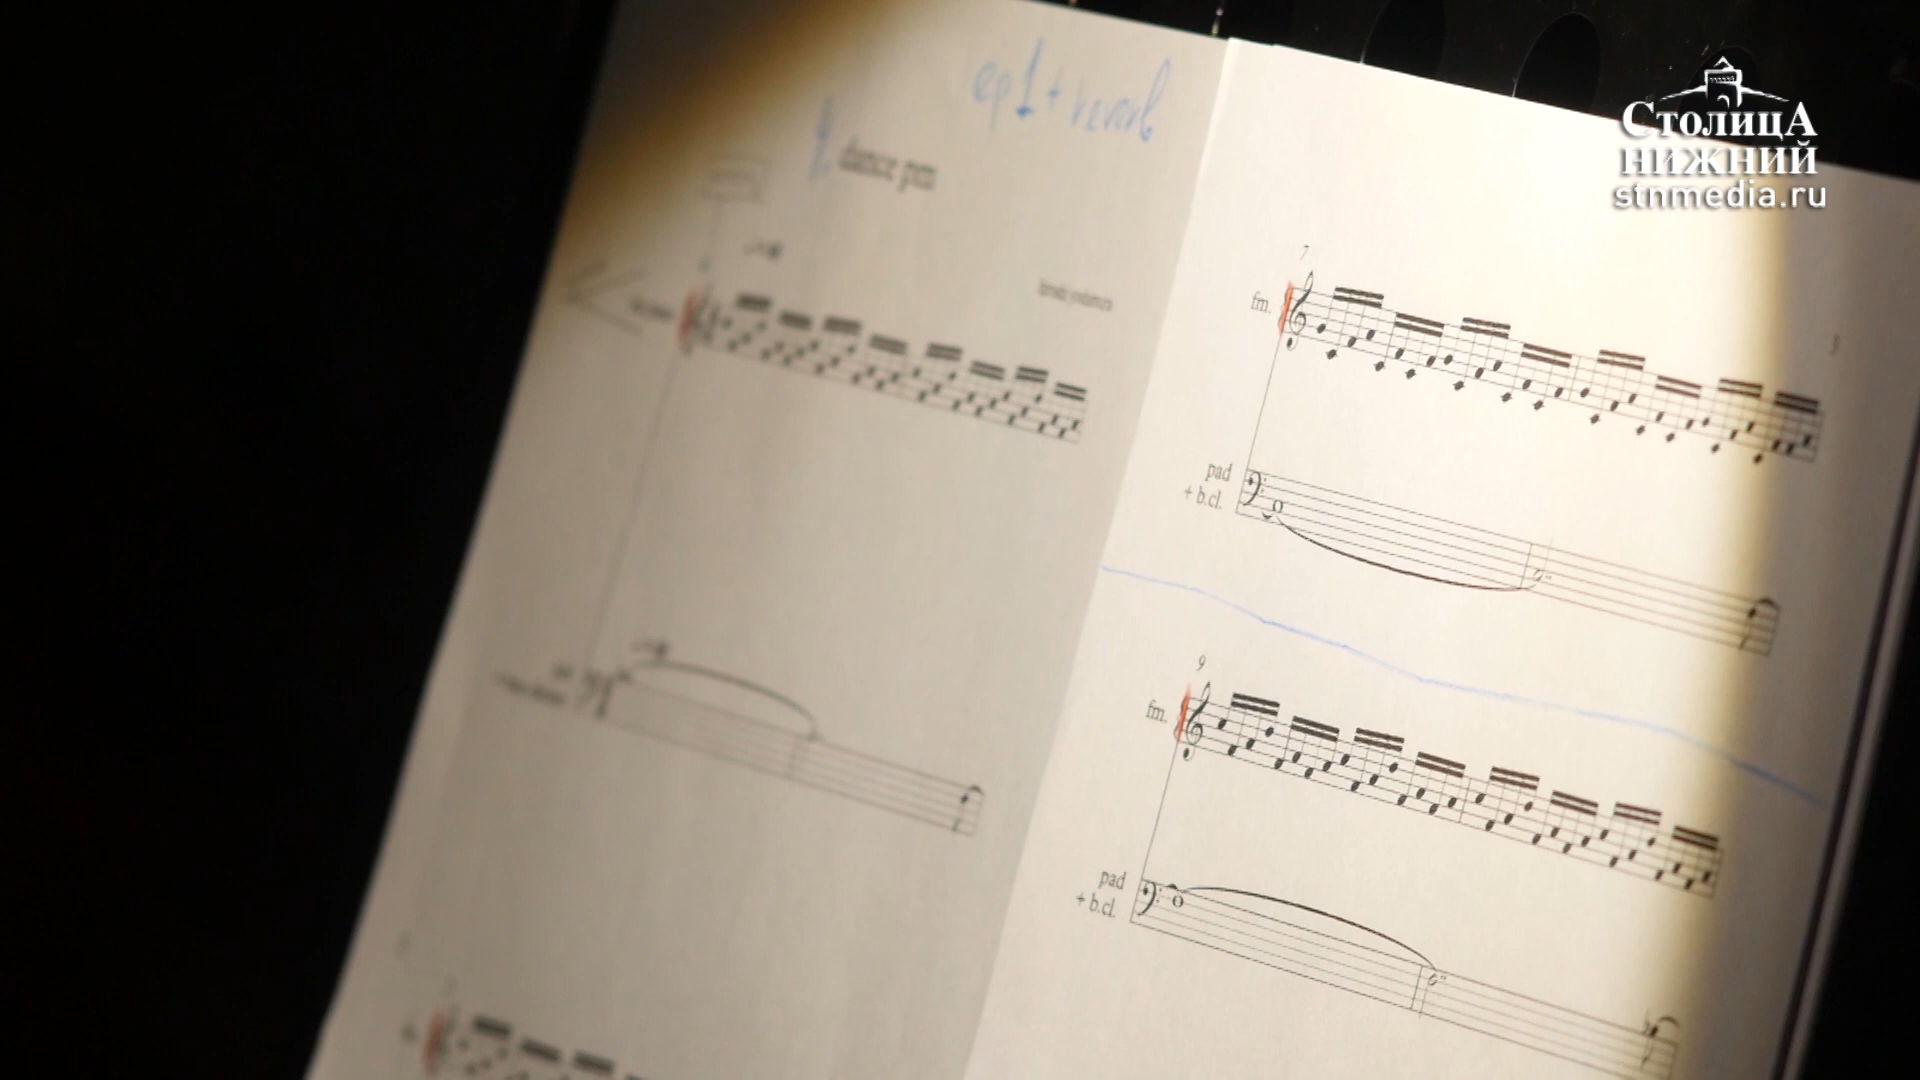 ep1 + reverb
dance pm
7
fm.
pad
+ b.cl.
9
fm.
pad
+ b.cl.
СтолицА
нижний
stnmedia.ru